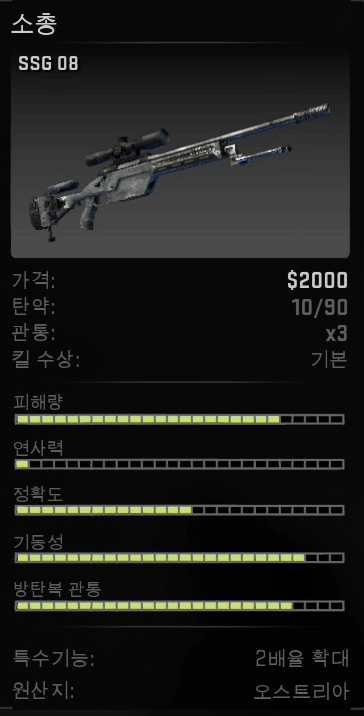 소총
SSG 08
가격: $2000
탄약: 10/90
관통: x3
킬 수상: 기본
피해량
연사력
정확도
기동성
방탄복 관통
특수기능: 2배율 확대
원산지: 오스트리아